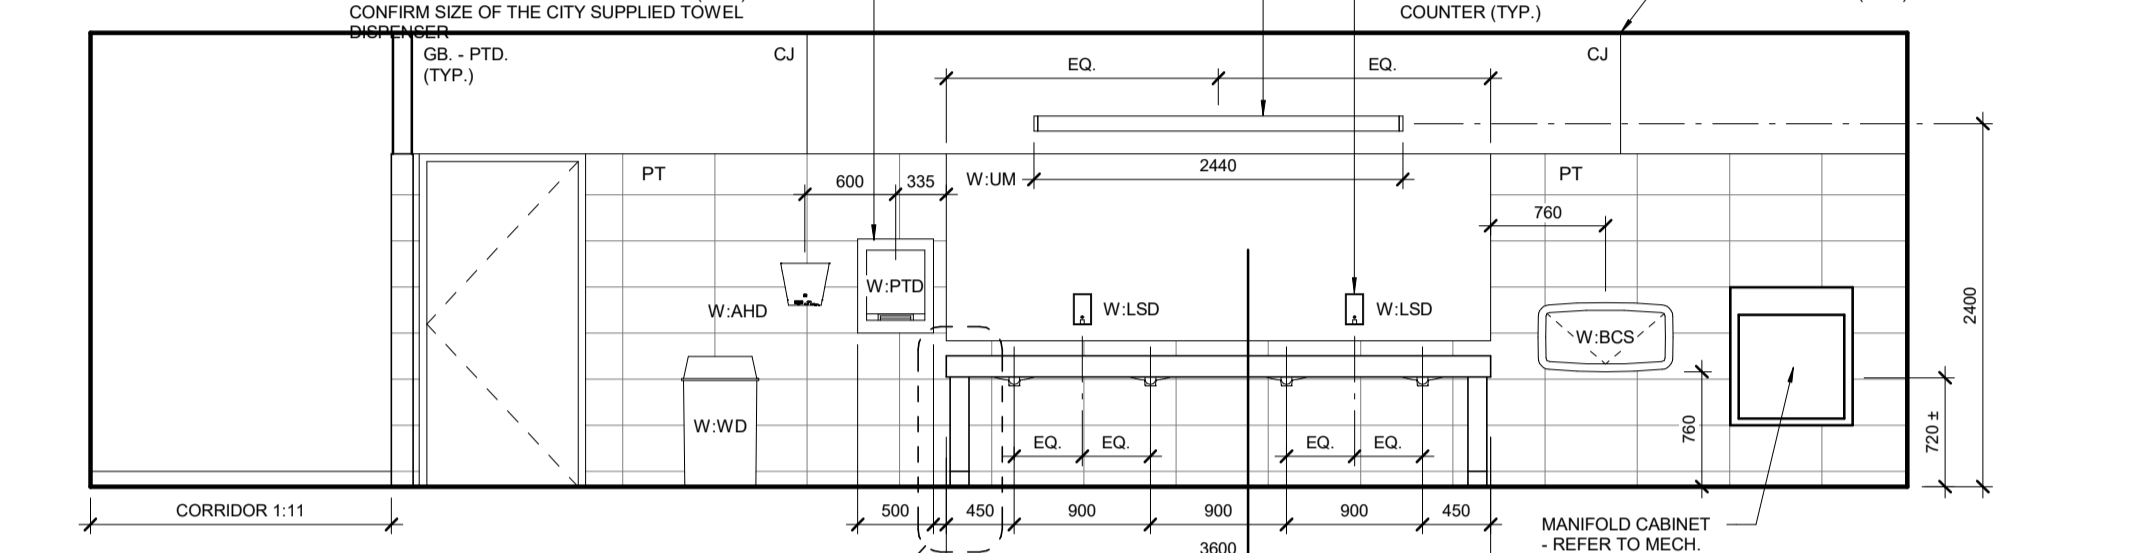 CONFIRM SIZE OF THE CITY SUPPLIED TOWEL
DISPENSER
COUNTER (TYP.)
GB. - PTD.
(TYP.)
CJ
EQ.
EQ.
CJ
PT
600
335
W:UM
2440
PT
760
W:AHD
W:PTD
W:LSD
W:LSD
W:BCS
2400
W:WD
EQ.
EQ.
EQ.
EQ.
760
720 ±
CORRIDOR 1:11
500
450
900
900
900
450
3600
MANIFOLD CABINET
- REFER TO MECH.